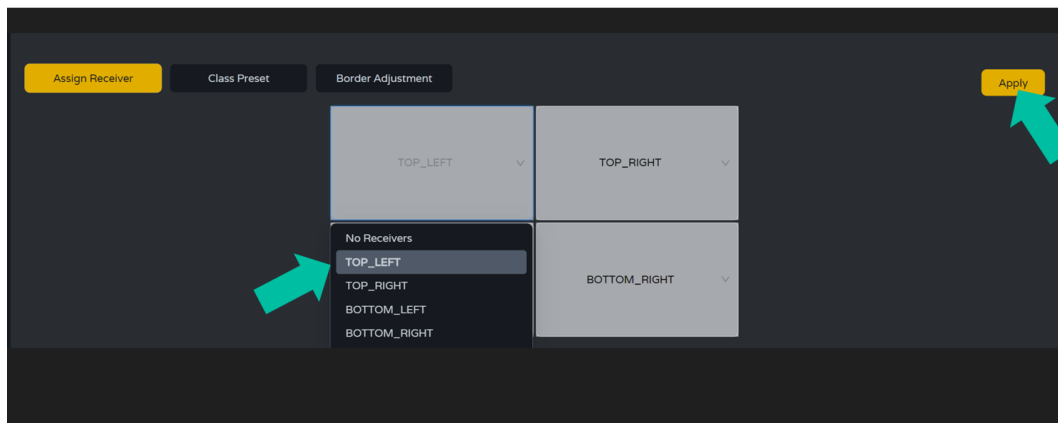 Assign Receiver
Class Preset
Border Adjustment
Apply
TOP_LEFT
TOP_RIGHT
No Receivers
TOP_LEFT
TOP_RIGHT
BOTTOM_LEFT
BOTTOM_RIGHT
BOTTOM_RIGHT